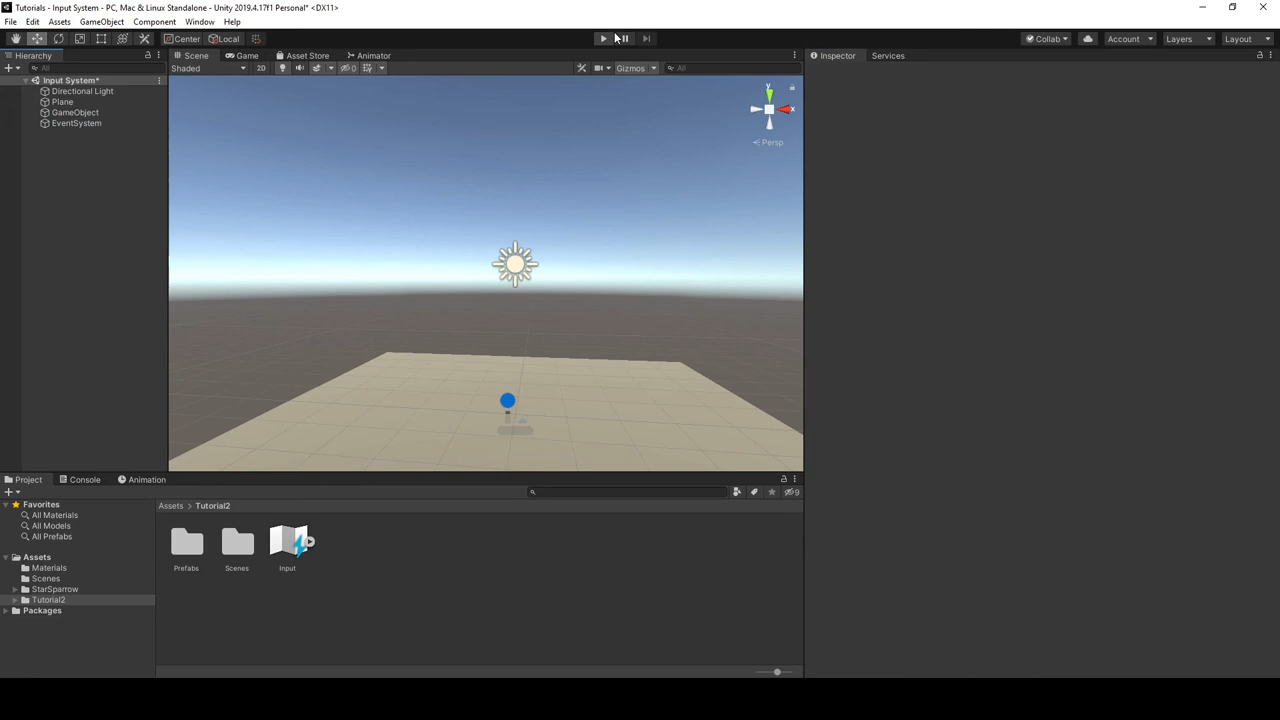 Tutorials - Input System - PC, Mac & Linux Standalone - Unity 2019.4.17f1 Personal* <DX11>
File Edit Assets GameObject Component Window Help
Center Local Collab Account Layers Layout
Hierarchy Scene Game Asset Store Animator Inspector Services
All Shaded 2D 0 Gizmos All
Input System*
Directional Light
Plane
GameObject
EventSystem
y
x
Persp
Project Console Animation
9
Favorites Assets > Tutorial2
All Materials
All Models
All Prefabs
Assets
Materials Prefabs Scenes Input
Scenes
StarSparrow
Tutorial2
Packages